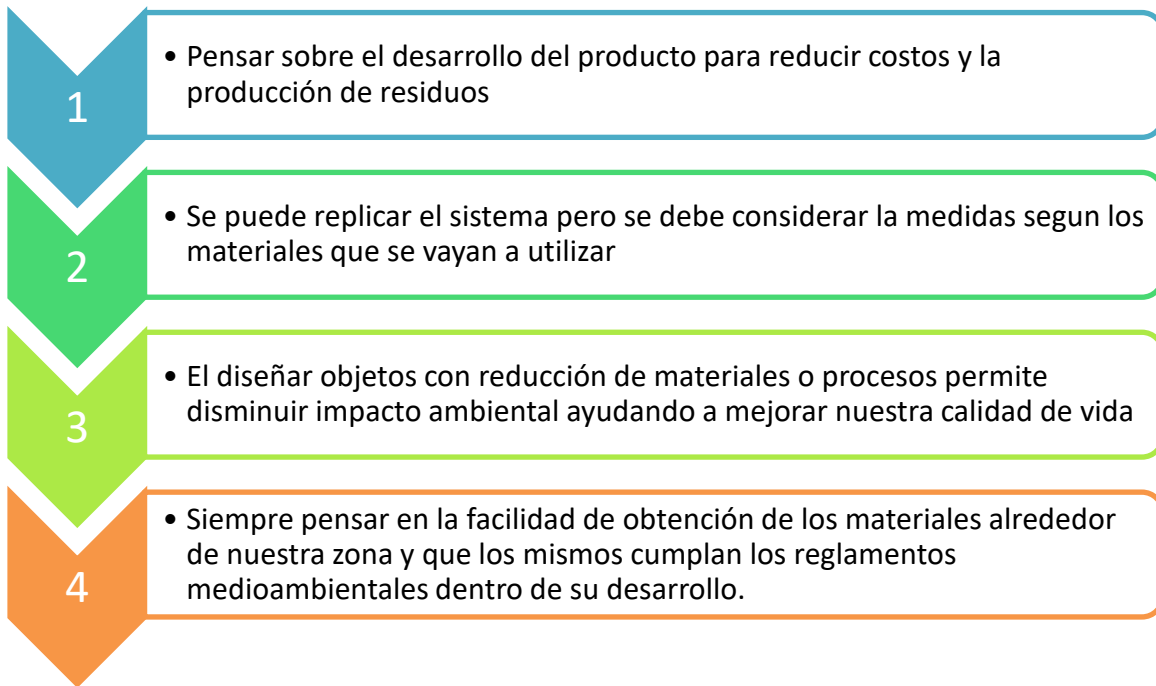 1
• Pensar sobre el desarrollo del producto para reducir costos y la
producción de residuos
2
• Se puede replicar el sistema pero se debe considerar la medidas segun los
materiales que se vayan a utilizar
3
• El diseñar objetos con reducción de materiales o procesos permite
disminuir impacto ambiental ayudando a mejorar nuestra calidad de vida
4
• Siempre pensar en la facilidad de obtención de los materiales alrededor
de nuestra zona y que los mismos cumplan los reglamentos
medioambientales dentro de su desarrollo.